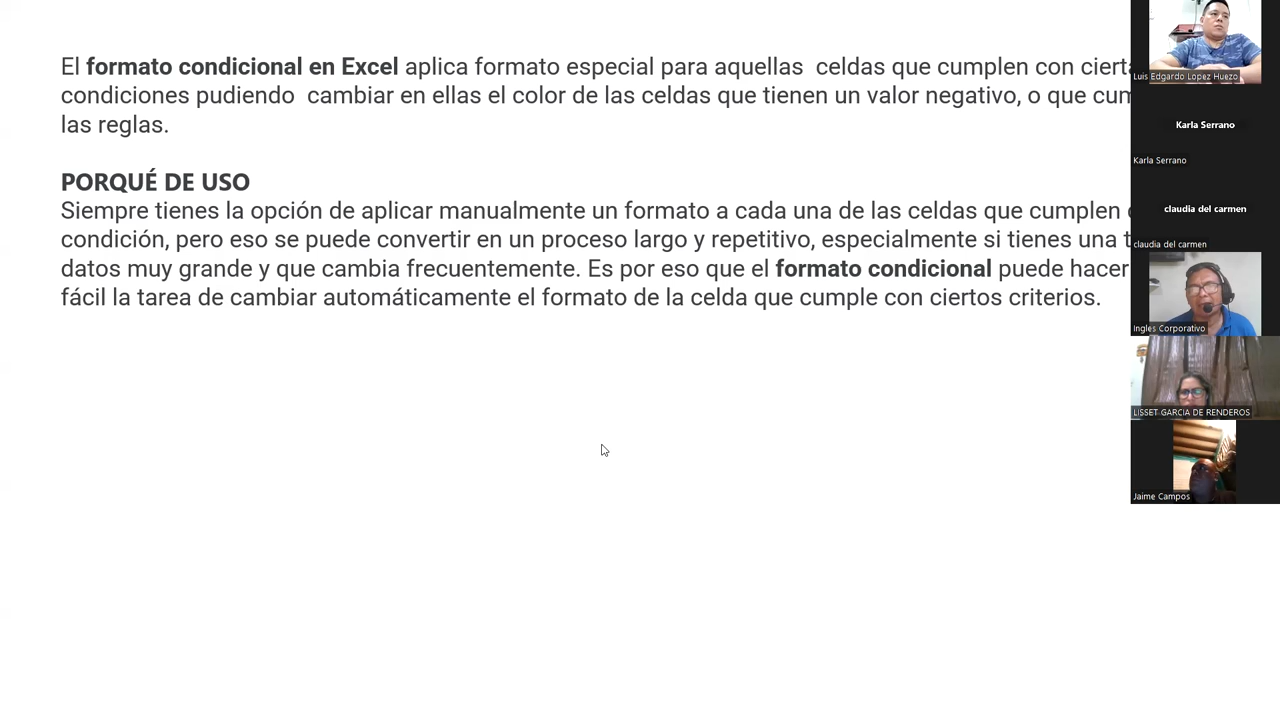 El formato condicional en Excel aplica formato especial para aquellas celdas que cumplen con
condiciones pudiendo cambiar en ellas el color de las celdas que tienen un valor negativo, o que
las reglas.
PORQUÉ DE USO
Siempre tienes la opción de aplicar manualmente un formato a cada una de las celdas que cumplen
condición, pero eso se puede convertir en un proceso largo y repetitivo, especialmente si tienes una
datos muy grande y que cambia frecuentemente. Es por eso que el formato condicional puede hacer
fácil la tarea de cambiar automáticamente el formato de la celda que cumple con ciertos criterios.
Luis Edgardo Lopez Huezo
Karla Serrano
Karla Serrano
claudia del carmen
claudia del carmen
Ingles Corporativo
LISSET GARCIA DE RENDEROS
Jaime Campos